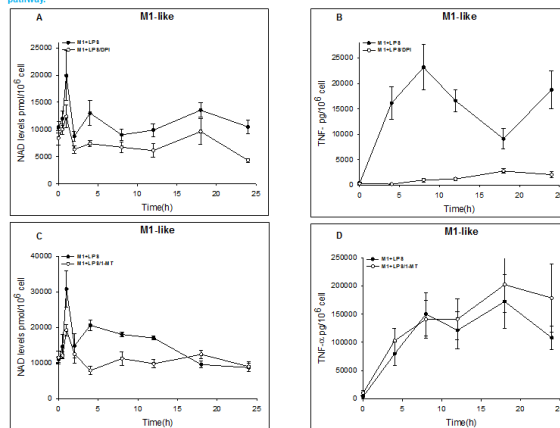 pathway.
A M1-like
M1+LPS
M1+LPS/DPI
NAD levels pmol/10⁶ cell
25000
20000
15000
10000
5000
0
0 5 10 15 20 25
Time(h)
B M1-like
M1+LPS
M1+LPS/DPI
TNF- pg/10⁶ cell
30000
25000
20000
15000
10000
5000
0
0 5 10 15 20 25
Time(h)
C M1-like
M1+LPS
M1+LPS/1-MT
NAD levels pmol/10⁶ cell
40000
30000
20000
10000
0
0 5 10 15 20 25
Time(h)
D M1-like
M1+LPS
M1+LPS/1-MT
TNF-α pg/10⁶ cell
250000
200000
150000
100000
50000
0
0 5 10 15 20 25
Time(h)